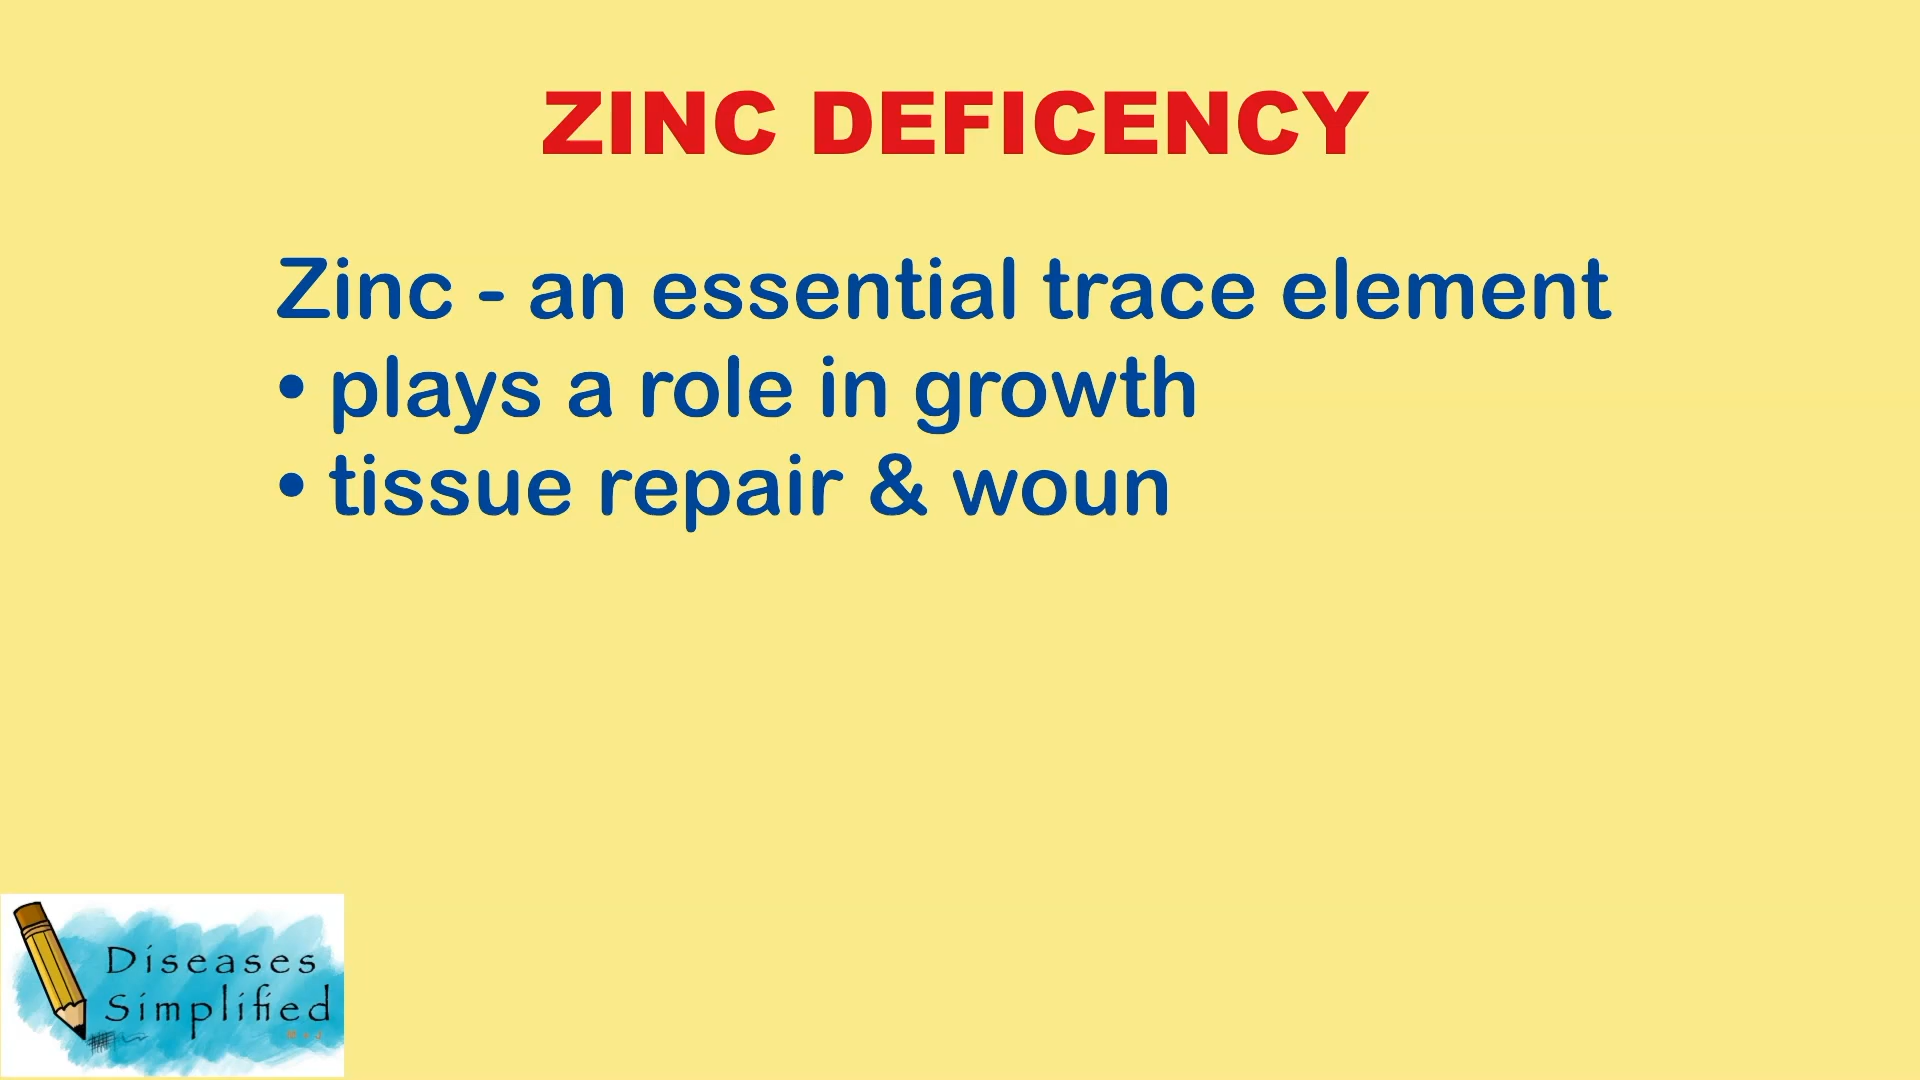 ZINC DEFICENCY
Zinc - an essential trace element
• plays a role in growth
• tissue repair & woun
Diseases
Simplified